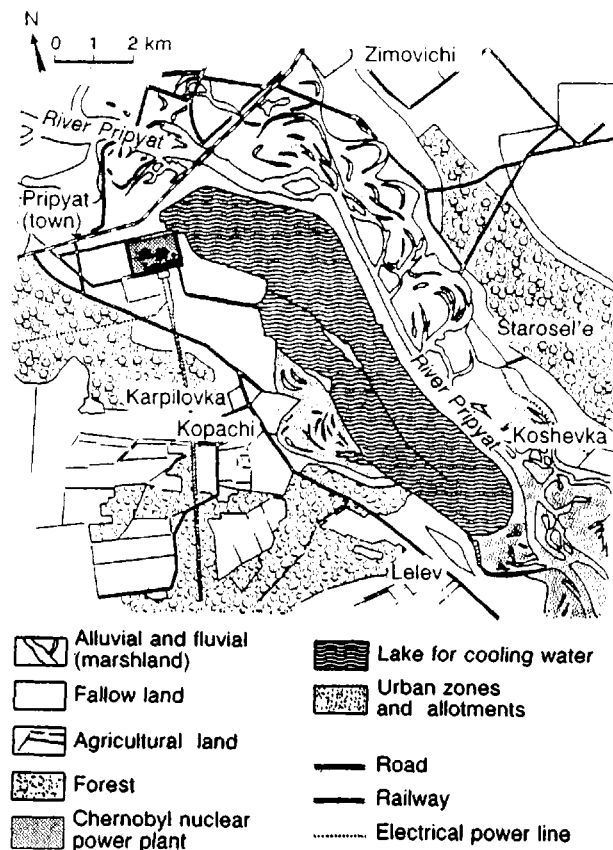 N
0 1 2 km
Zimovichi
River Pripyat
Pripyat
(town)
Starosel'e
River Pripyat
Karpilovka
Koshevka
Kopachi
Lelev
Alluvial and fluvial
(marshland)
Fallow land
Agricultural land
Forest
Chernobyl nuclear
power plant
Lake for cooling water
Urban zones
and allotments
Road
Railway
Electrical power line